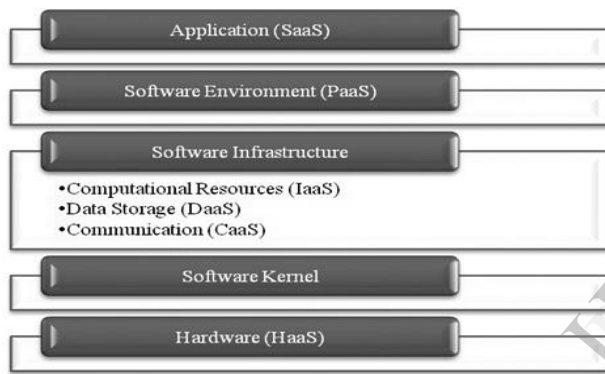 Application (SaaS)
Software Environment (PaaS)
Software Infrastructure
•Computational Resources (IaaS)
•Data Storage (DaaS)
•Communication (CaaS)
Software Kernel
Hardware (HaaS)